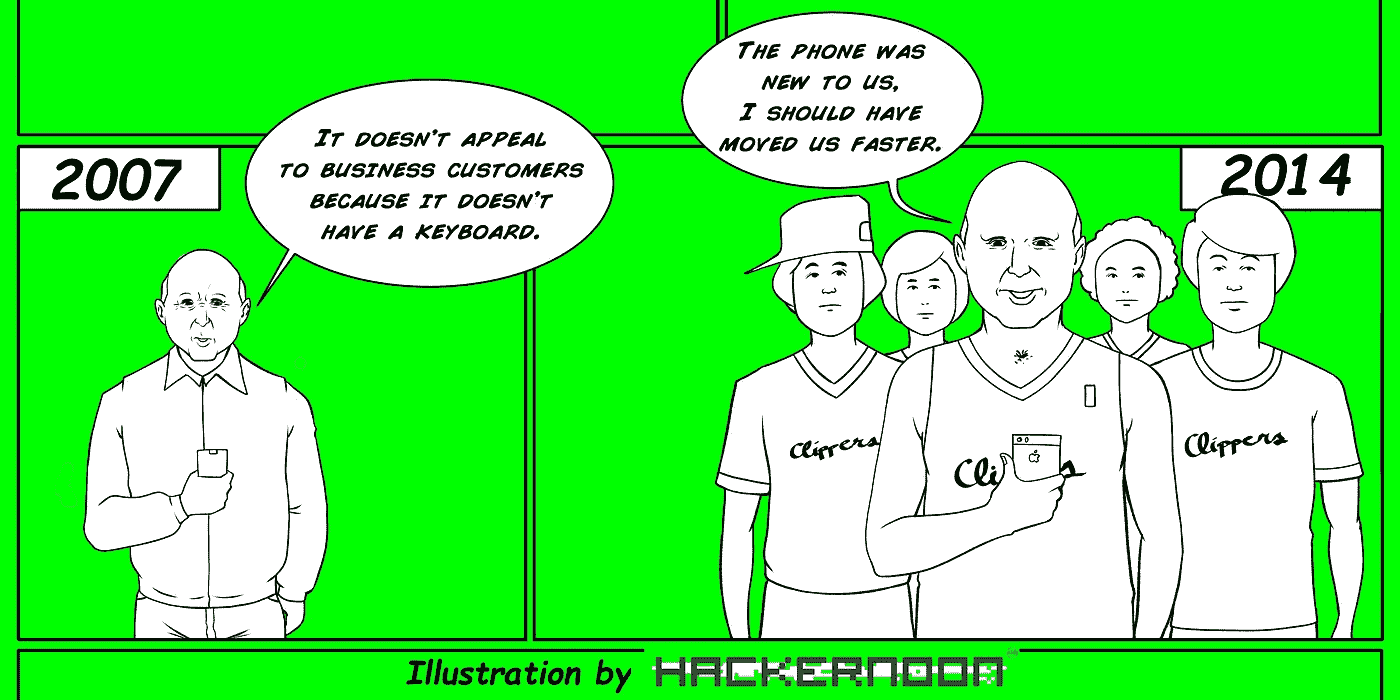 2007
It doesn't appeal
to business customers
because it doesn't
have a keyboard.
The phone was
new to us,
I should have
moved us faster.
2014
Clippers
Cli s
Clippers
Illustration by HACKERNOON